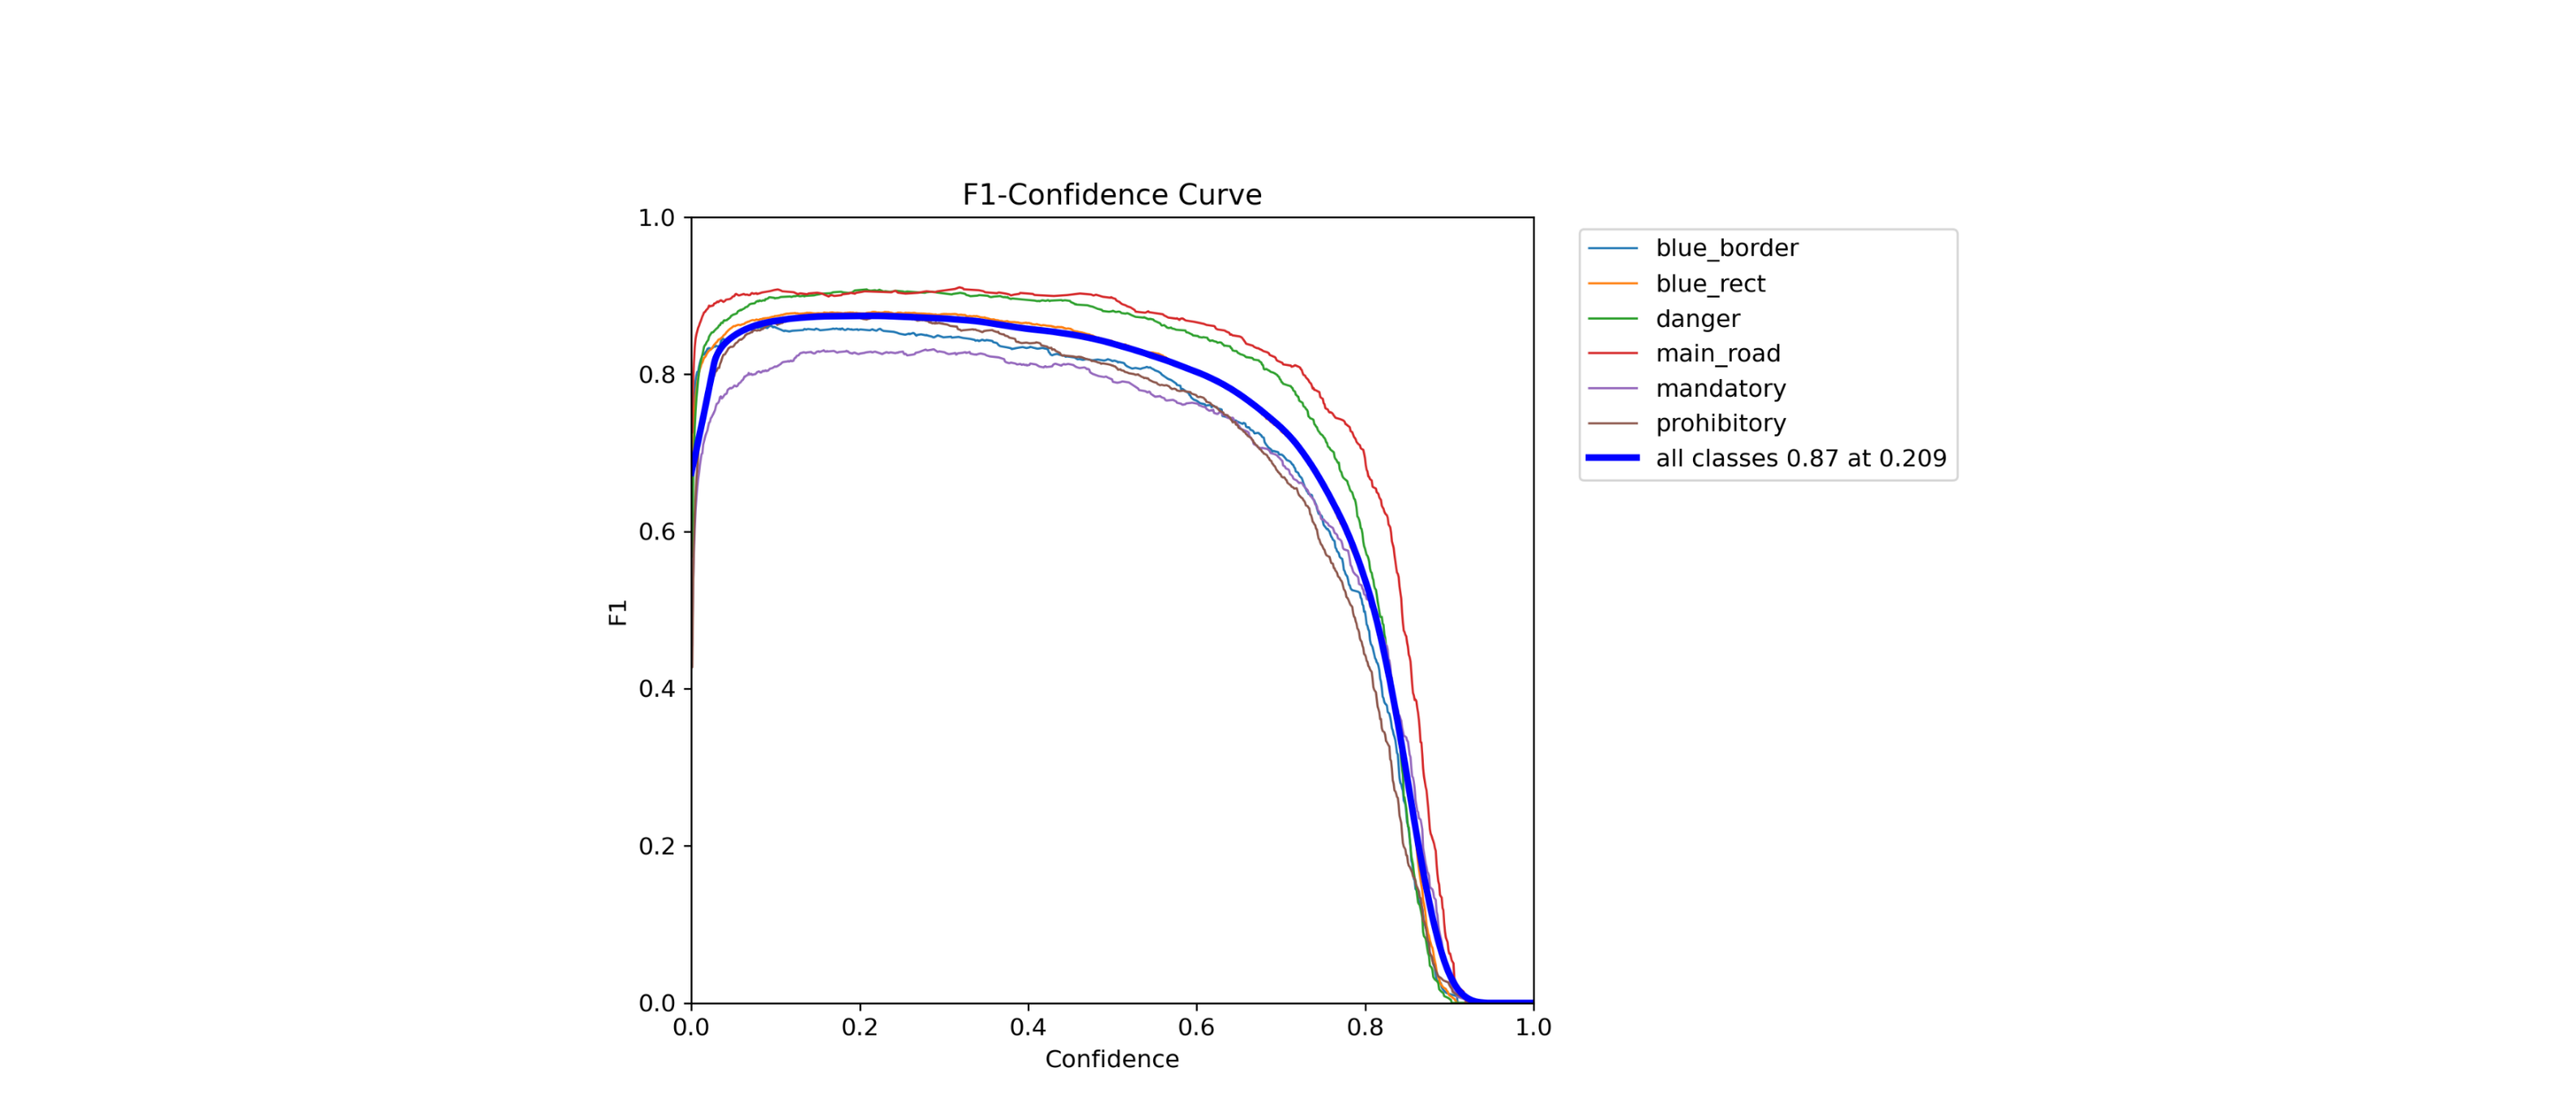 F1-Confidence Curve
1.0
0.8
0.6
0.4
0.2
0.0
F1
0.0 0.2 0.4 0.6 0.8 1.0
Confidence
blue_border
blue_rect
danger
main_road
mandatory
prohibitory
all classes 0.87 at 0.209